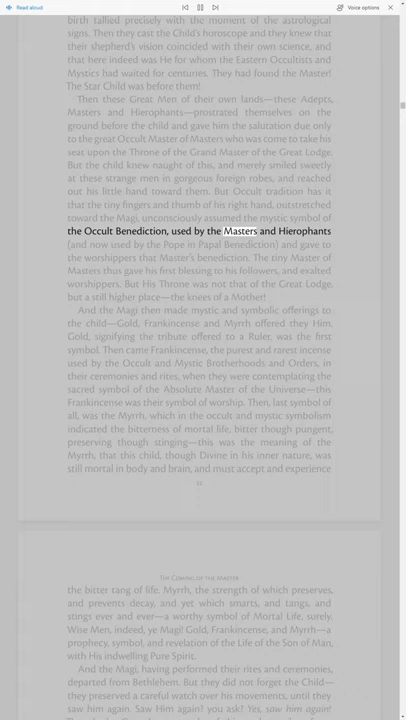 Read aloud
Voice options
birth tallied precisely with the moment of the astrological
signs. Then they cast the Child's horoscope and they knew that
their shepherd's vision coincided with their own science, and
that here indeed was He for whom the Eastern Occultists and
Mystics had waited for centuries. They had found the Master!
The Star Child was before them!
Then these Great Men of their own lands—these Adepts,
Masters and Hierophants—prostrated themselves on the
ground before the child and gave him the salutation due only
to the great Occult Master of Masters who was come to take his
seat upon the Throne of the Grand Master of the Great Lodge.
But the child knew naught of this, and merely smiled sweetly
at these strange men in gorgeous foreign robes, and reached
out his little hand toward them. But Occult tradition has it
that the tiny fingers and thumb of his right hand, outstretched
toward the Magi, unconsciously assumed the mystic symbol of
the Occult Benediction, used by the Masters and Hierophants
(and now used by the Pope in Papal Benediction) and gave to
the worshippers that Master's benediction. The tiny Master of
Masters thus gave his first blessing to his followers, and exalted
worshippers. But His Throne was not that of the Great Lodge,
but a still higher place—the knees of a Mother!
And the Magi then made mystic and symbolic offerings to
the child—Gold, Frankincense and Myrrh offered they Him.
Gold, signifying the tribute offered to a Ruler, was the first
symbol. Then came Frankincense, the purest and rarest incense
used by the Occult and Mystic Brotherhoods and Orders, in
their ceremonies and rites, when they were contemplating the
sacred symbol of the Absolute Master of the Universe—this
Frankincense was their symbol of worship. Then, last symbol of
all, was the Myrrh, which in the occult and mystic symbolism
indicated the bitterness of mortal life, bitter though pungent,
preserving though stinging—this was the meaning of the
Myrrh, that this child, though Divine in his inner nature, was
still mortal in body and brain, and must accept and experience
The Coming of the Master
the bitter tang of life. Myrrh, the strength of which preserves,
and prevents decay, and yet which smarts, and tangs, and
stings ever and ever—a worthy symbol of Mortal Life, surely.
Wise Men, indeed, ye Magi! Gold, Frankincense, and Myrrh—a
prophecy, symbol, and revelation of the Life of the Son of Man,
with His indwelling Pure Spirit.
And the Magi, having performed their rites and ceremonies,
departed from Bethlehem. But they did not forget the Child—
they preserved a careful watch over his movements, until they
saw him again. Saw Him again? you ask? Yes, saw him again!